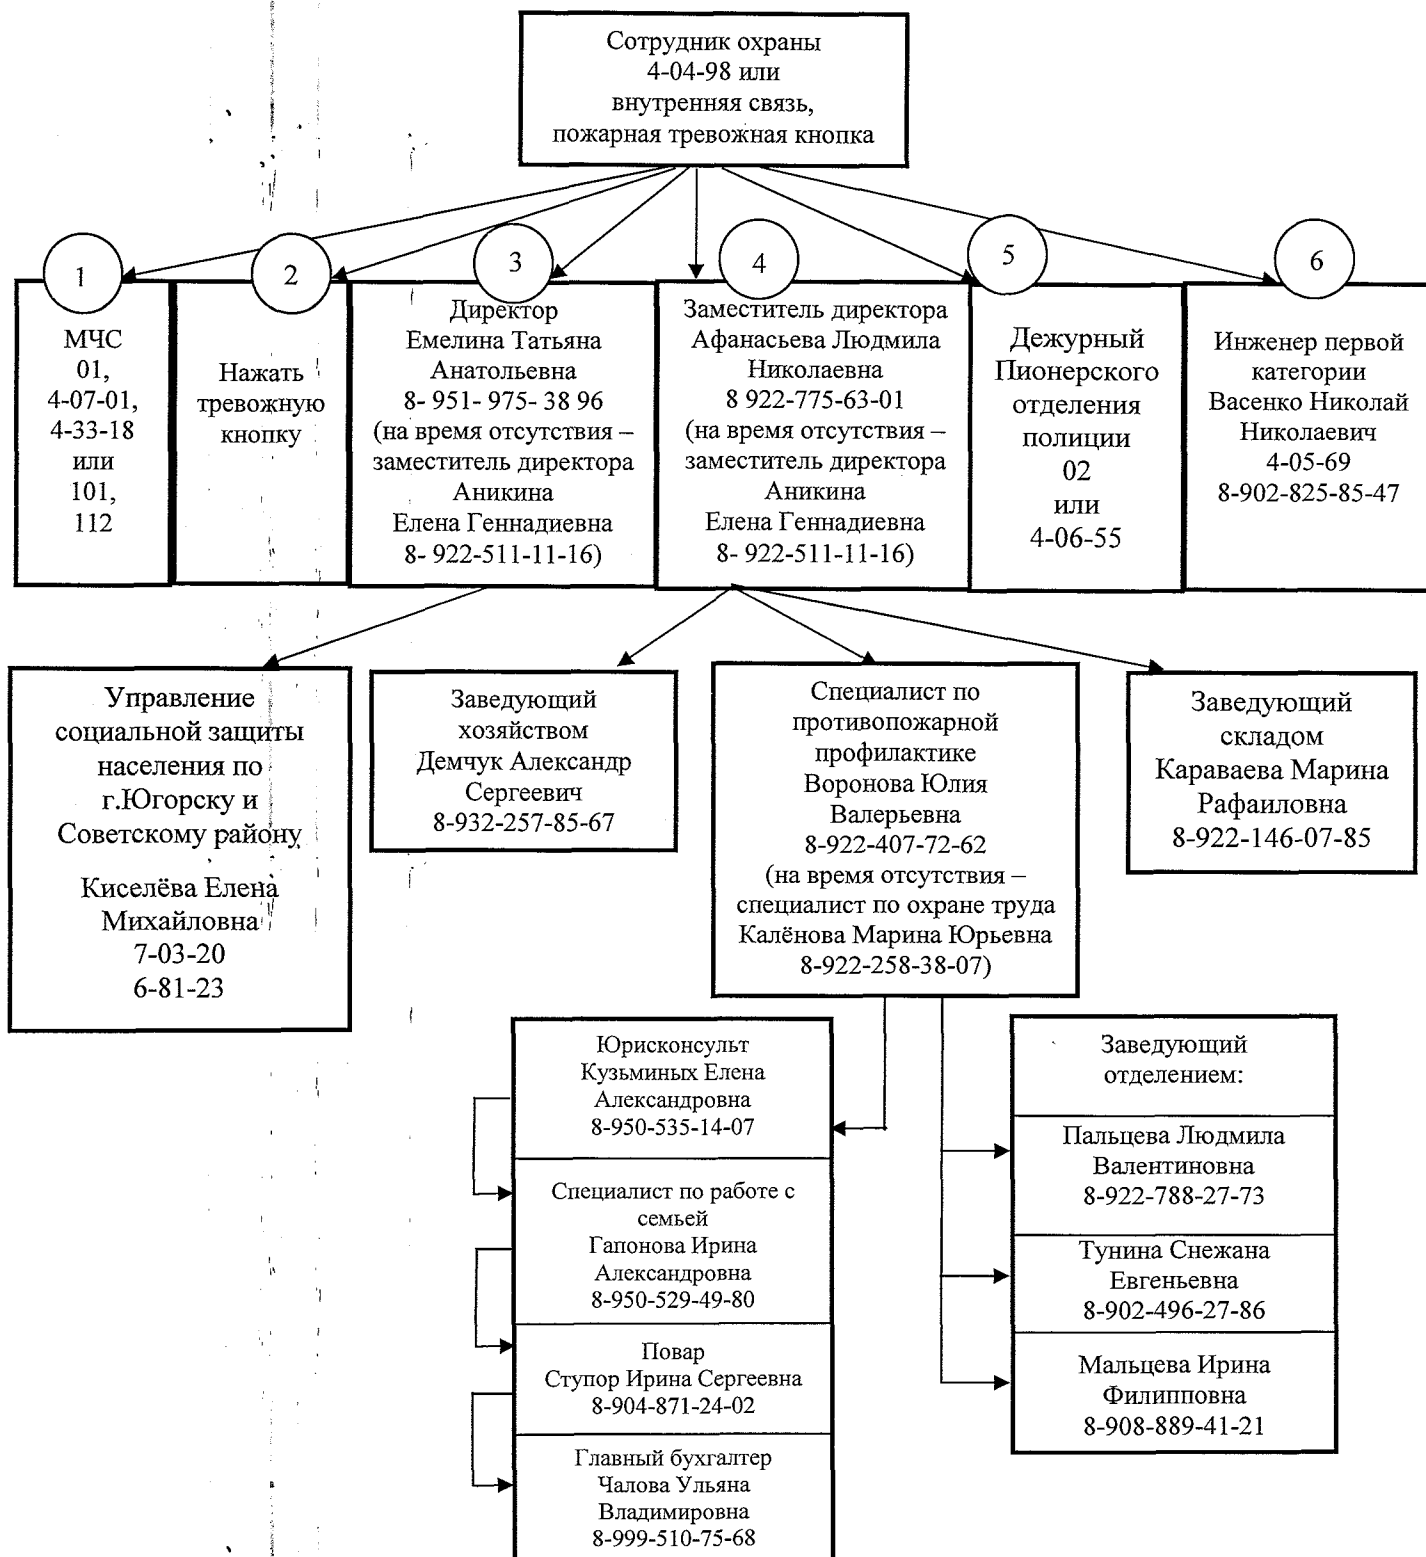 Сотрудник охраны
4-04-98 или
внутренняя связь,
пожарная тревожная кнопка
1
МЧС
01,
4-07-01,
4-33-18
или
101,
112
2
Нажать
тревожную
кнопку
3
Директор
Емелина Татьяна
Анатольевна
8- 951- 975- 38 96
(на время отсутствия –
заместитель директора
Аникина
Елена Геннадиевна
8- 922-511-11-16)
4
Заместитель директора
Афанасьева Людмила
Николаевна
8 922-775-63-01
(на время отсутствия –
заместитель директора
Аникина
Елена Геннадиевна
8- 922-511-11-16)
5
Дежурный
Пионерского
отделения
полиции
02
или
4-06-55
6
Инженер первой
категории
Васенко Николай
Николаевич
4-05-69
8-902-825-85-47
Управление
социальной защиты
населения по
г.Югорску и
Советскому району
Киселёва Елена
Михайловна
7-03-20
6-81-23
Заведующий
хозяйством
Демчук Александр
Сергеевич
8-932-257-85-67
Специалист по
противопожарной
профилактике
Воронова Юлия
Валерьевна
8-922-407-72-62
(на время отсутствия –
специалист по охране труда
Калёнова Марина Юрьевна
8-922-258-38-07)
Заведующий
складом
Караваева Марина
Рафаиловна
8-922-146-07-85
Юрисконсульт
Кузьминых Елена
Александровна
8-950-535-14-07
Специалист по работе с
семьей
Гапонова Ирина
Александровна
8-950-529-49-80
Повар
Ступор Ирина Сергеевна
8-904-871-24-02
Главный бухгалтер
Чалова Ульяна
Владимировна
8-999-510-75-68
Заведующий
отделением:
Пальцева Людмила
Валентиновна
8-922-788-27-73
Тунина Снежана
Евгеньевна
8-902-496-27-86
Мальцева Ирина
Филипповна
8-908-889-41-21